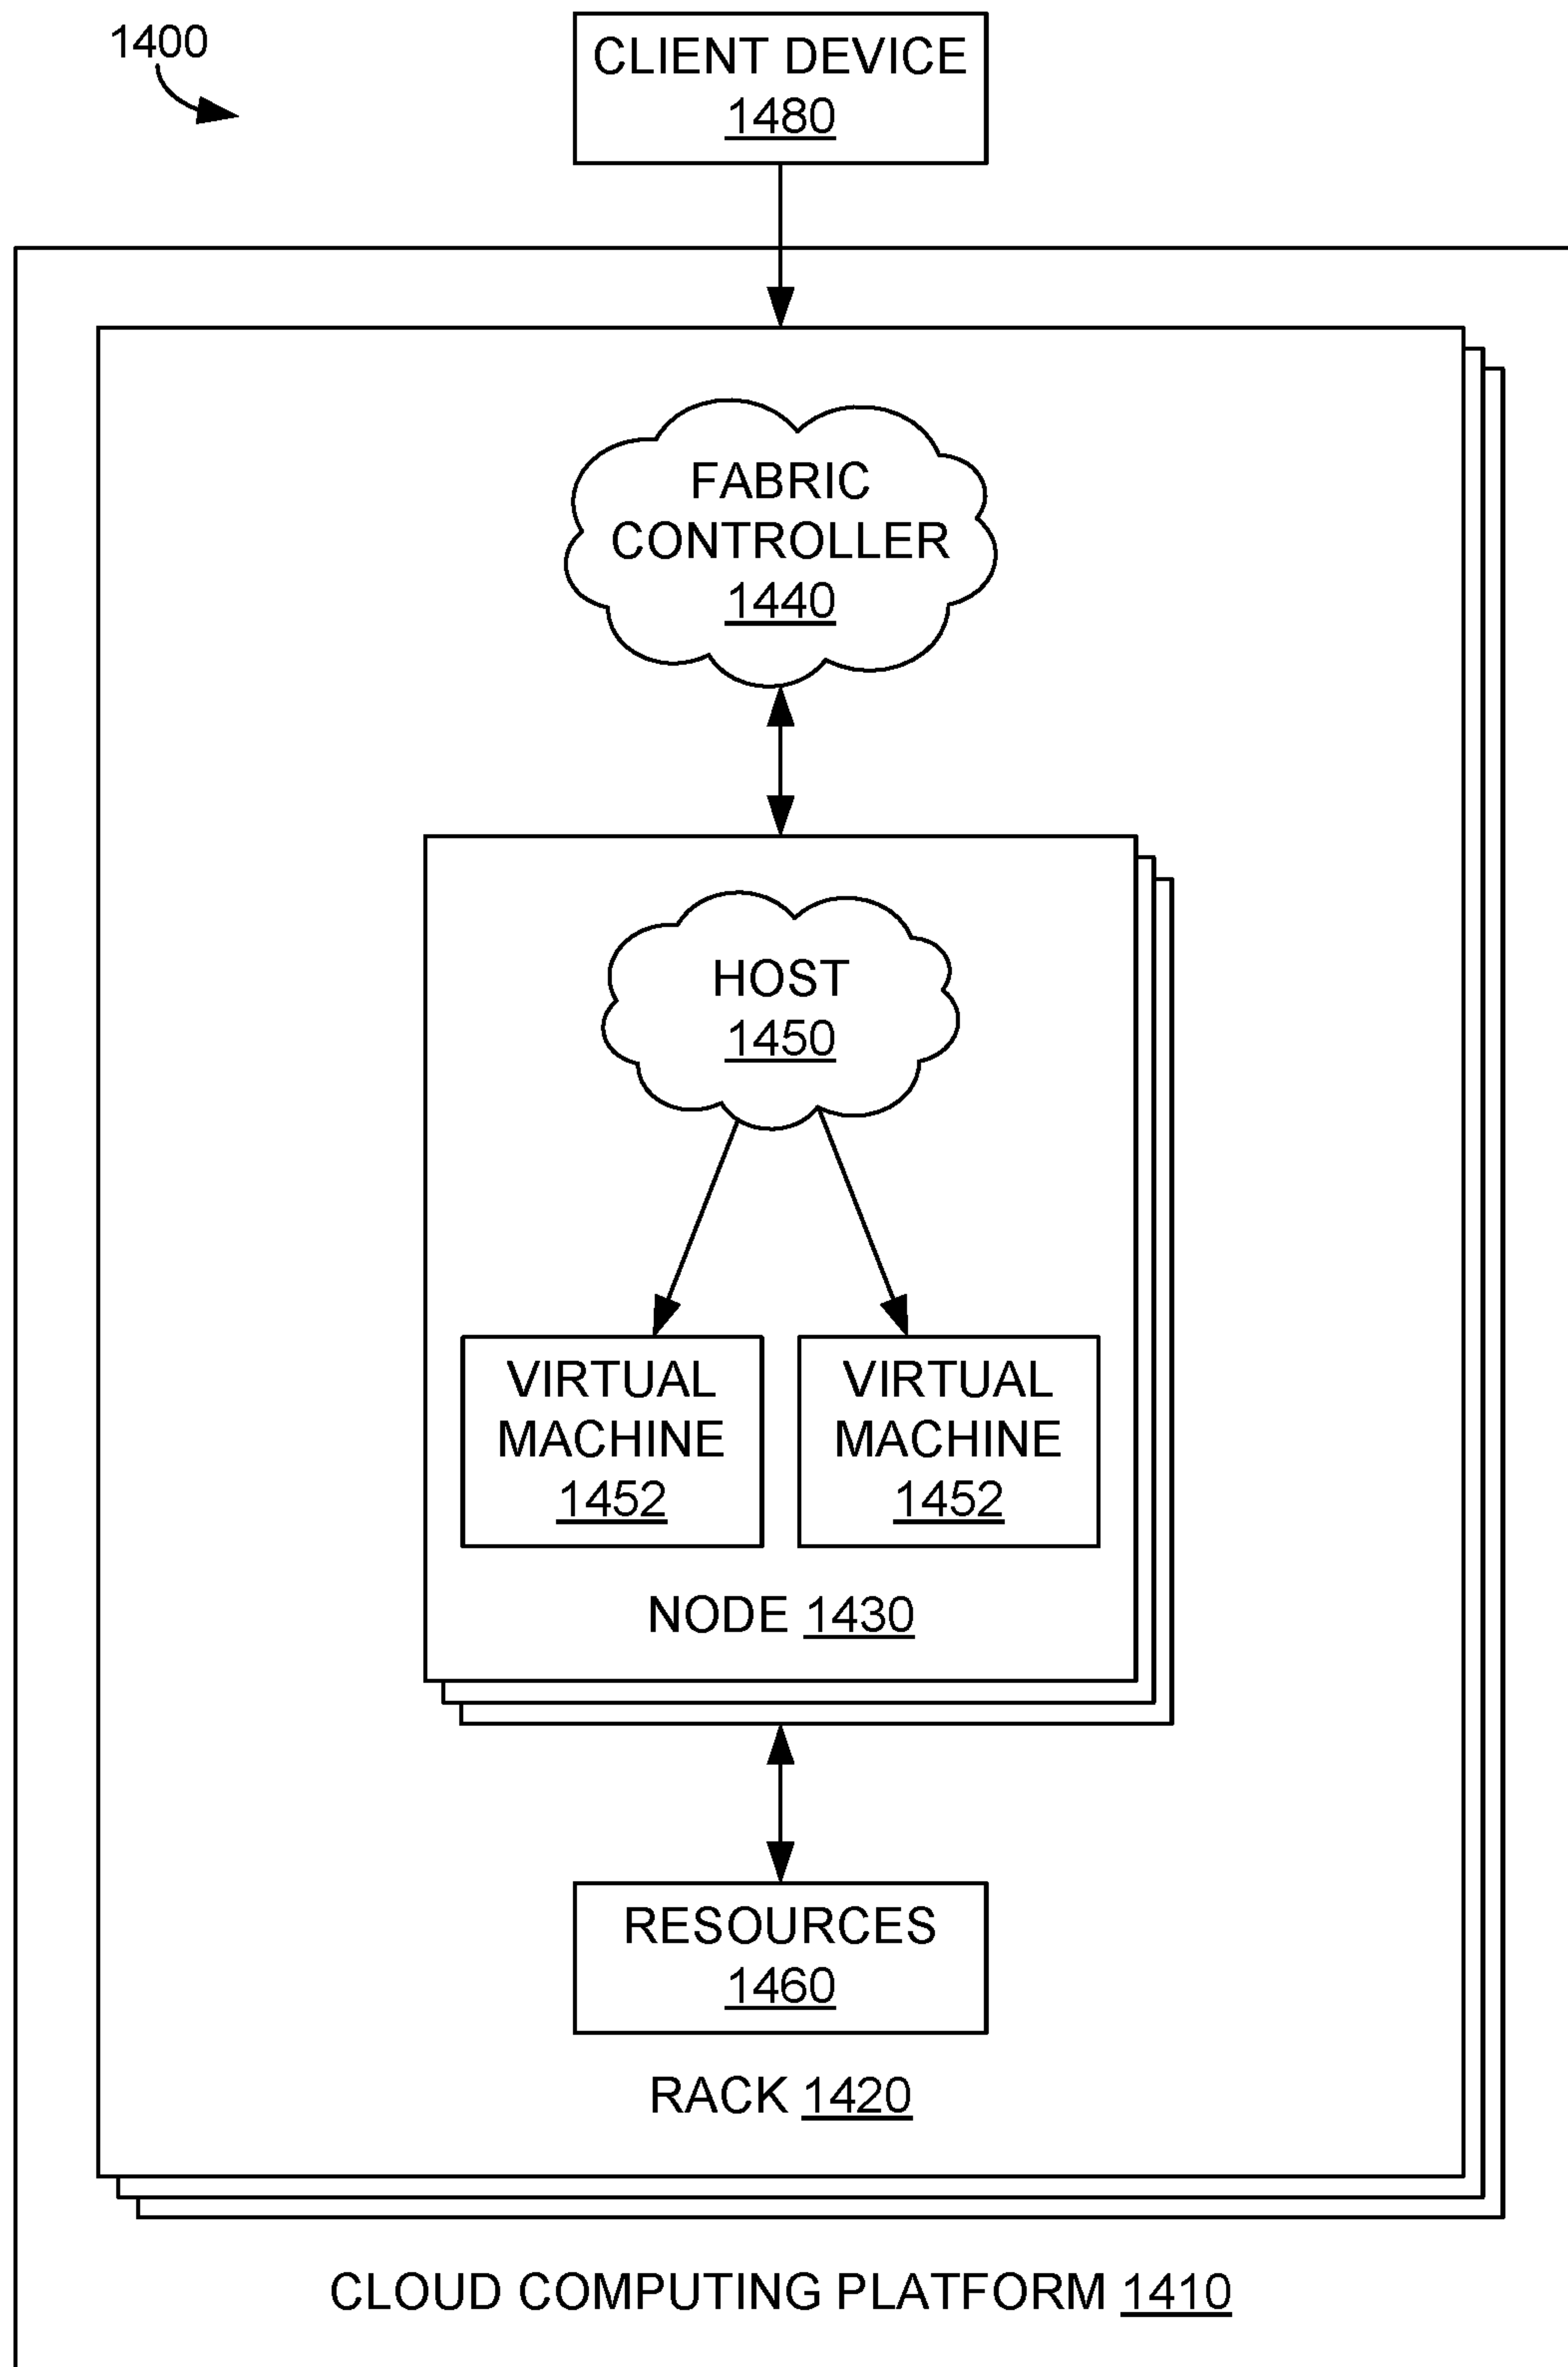 1400
CLIENT DEVICE
1480
FABRIC
CONTROLLER
1440
HOST
1450
VIRTUAL
MACHINE
1452
VIRTUAL
MACHINE
1452
NODE 1430
RESOURCES
1460
RACK 1420
CLOUD COMPUTING PLATFORM 1410